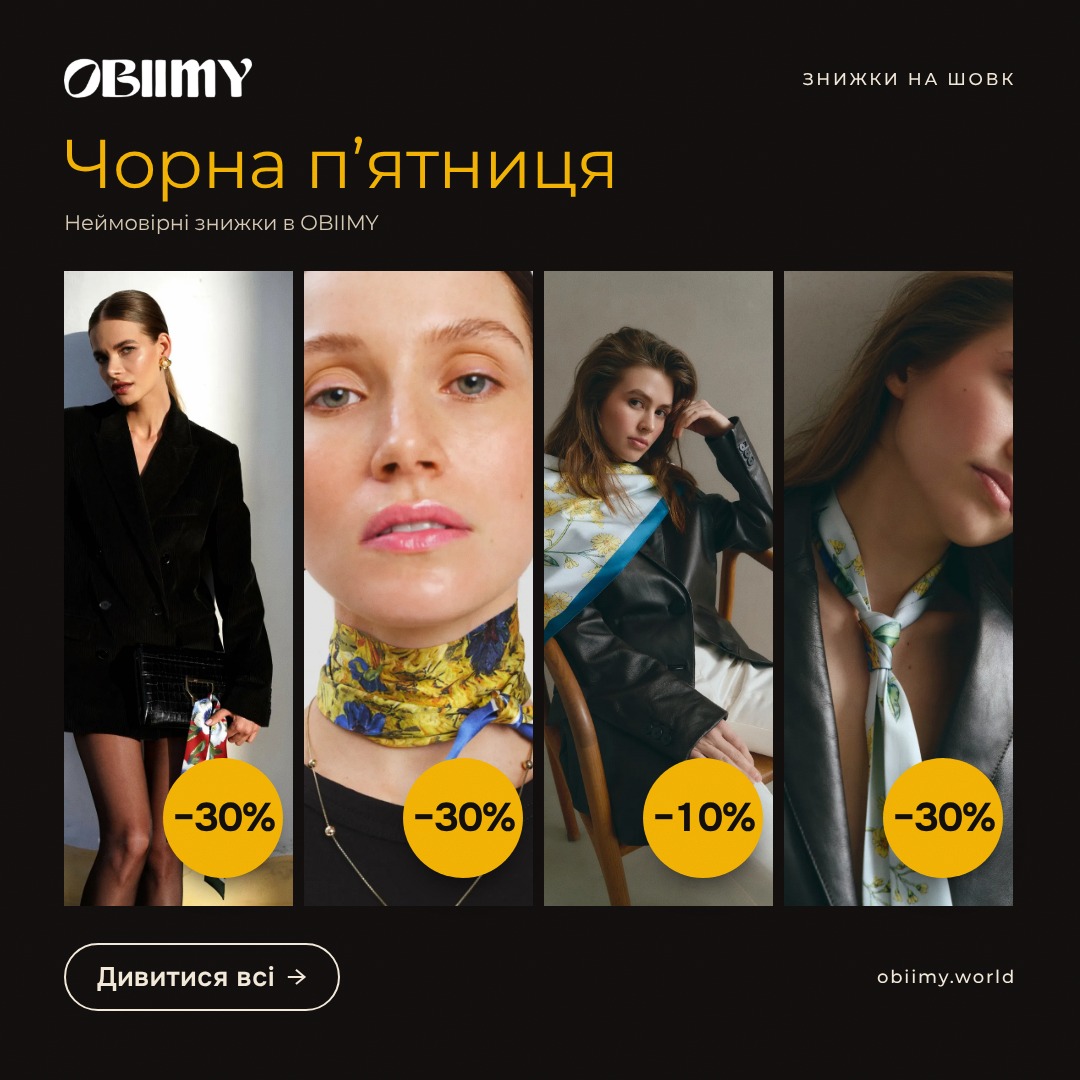 OBIIMY
ЗНИЖКИ НА ШОВК
Чорна п’ятниця
Неймовірні знижки в OBIIMY
-30%
-30%
-10%
-30%
Дивитися всі →
obiimy.world